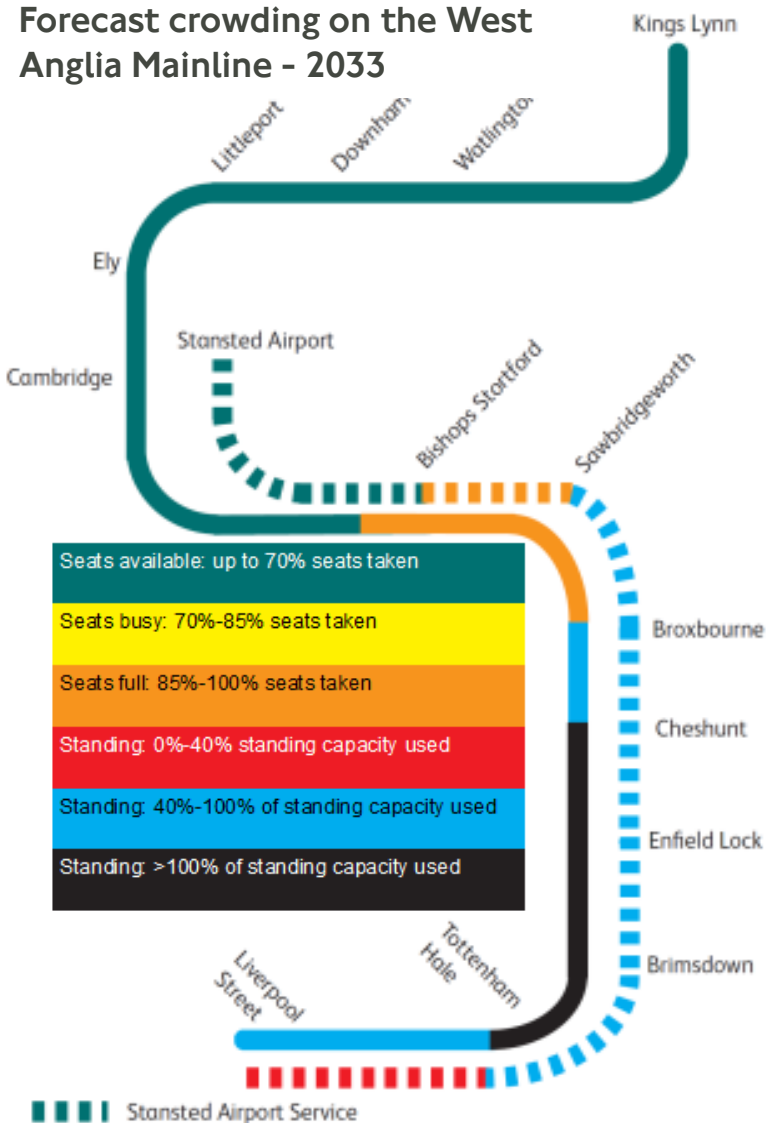 Forecast crowding on the West
Anglia Mainline - 2033
Kings Lynn
Littleport
Downham
Ely
Stansted Airport
Cambridge
Bishops Stortford
Sawbridgeworth
Seats available: up to 70% seats taken
Seats busy: 70%-85% seats taken
Seats full: 85%-100% seats taken
Standing: 0%-40% standing capacity used
Standing: 40%-100% of standing capacity used
Standing: >100% of standing capacity used
Broxbourne
Cheshunt
Enfield Lock
Brimsdown
Liverpool
Street
Tottenham
Hale
Stansted Airport Service